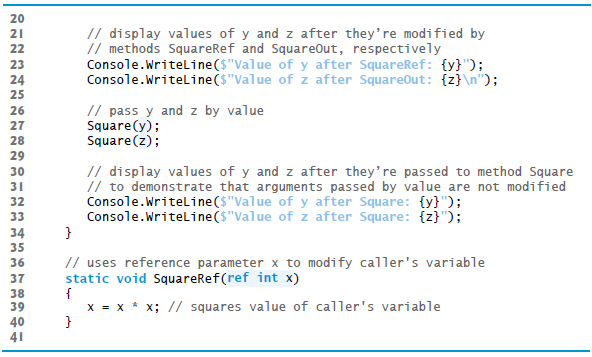 20
21 // display values of y and z after they're modified by
22 // methods SquareRef and SquareOut, respectively
23 Console.WriteLine($"Value of y after SquareRef: {y}");
24 Console.WriteLine($"Value of z after SquareOut: {z}\n");
25
26 // pass y and z by value
27 Square(y);
28 Square(z);
29
30 // display values of y and z after they're passed to method Square
31 // to demonstrate that arguments passed by value are not modified
32 Console.WriteLine($"Value of y after Square: {y}");
33 Console.WriteLine($"Value of z after Square: {z}");
34 }
35
36 // uses reference parameter x to modify caller's variable
37 static void SquareRef(ref int x)
38 {
39 x = x * x; // squares value of caller's variable
40 }
41